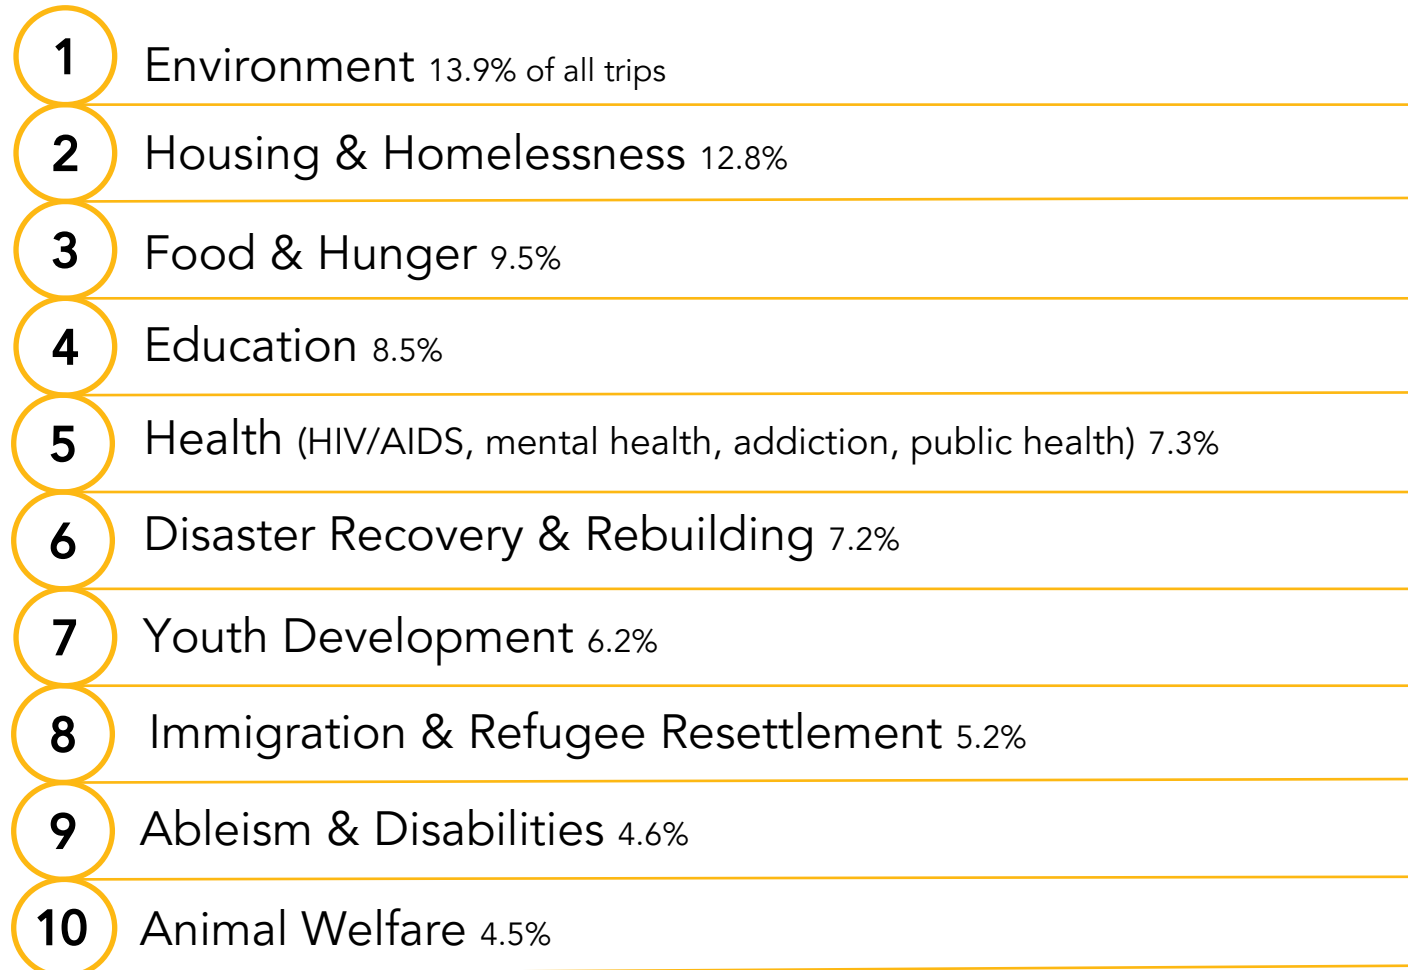 1 Environment 13.9% of all trips
2 Housing & Homelessness 12.8%
3 Food & Hunger 9.5%
4 Education 8.5%
5 Health (HIV/AIDS, mental health, addiction, public health) 7.3%
6 Disaster Recovery & Rebuilding 7.2%
7 Youth Development 6.2%
8 Immigration & Refugee Resettlement 5.2%
9 Ableism & Disabilities 4.6%
10 Animal Welfare 4.5%